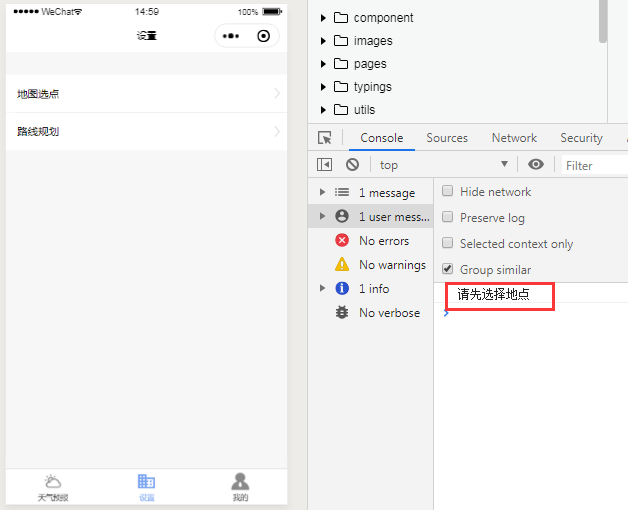 ●●●●● WeChat 14:59 100%
设置
地图选点
路线规划
天气预报 设置 我的
component
images
pages
typings
utils
Console Sources Network Security
top Filter
1 message
1 user mess...
No errors
No warnings
1 info
No verbose
Hide network
Preserve log
Selected context only
Group similar
请先选择地点